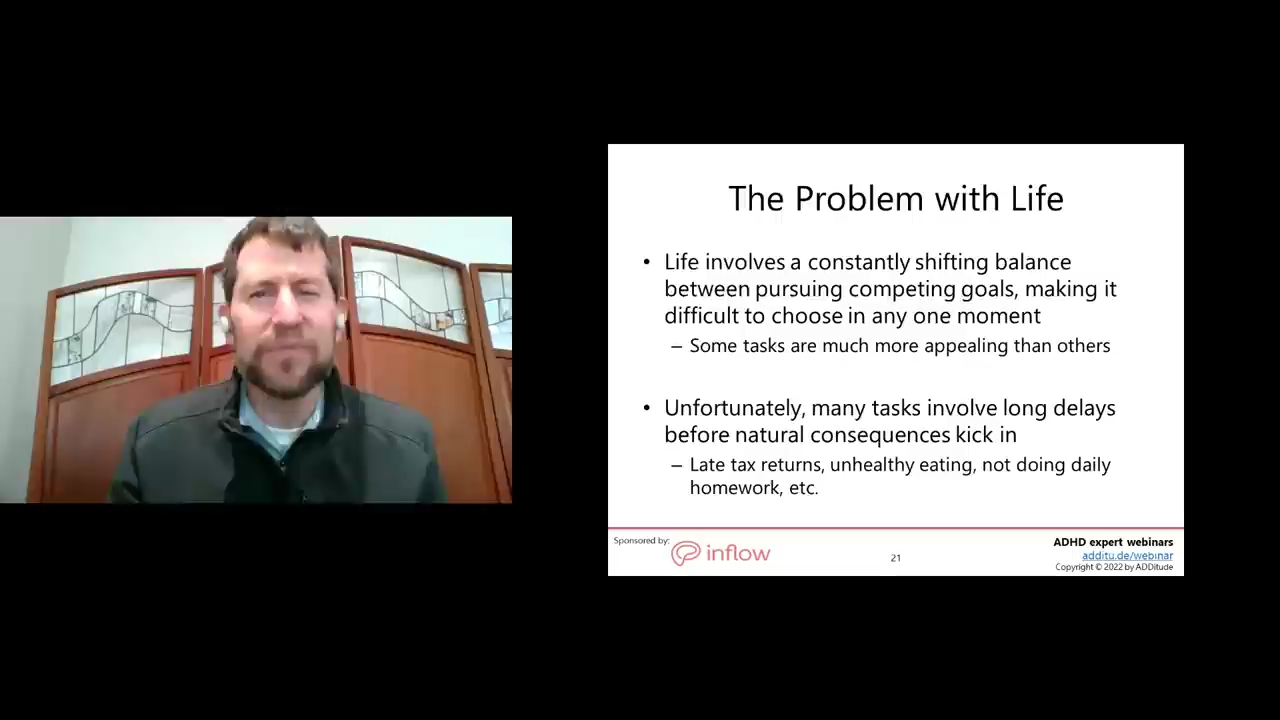 The Problem with Life
• Life involves a constantly shifting balance
between pursuing competing goals, making it
difficult to choose in any one moment
– Some tasks are much more appealing than others
• Unfortunately, many tasks involve long delays
before natural consequences kick in
– Late tax returns, unhealthy eating, not doing daily
homework, etc.
Sponsored by:
inflow
21
ADHD expert webinars
additu.de/webinar
Copyright © 2022 by ADDitude